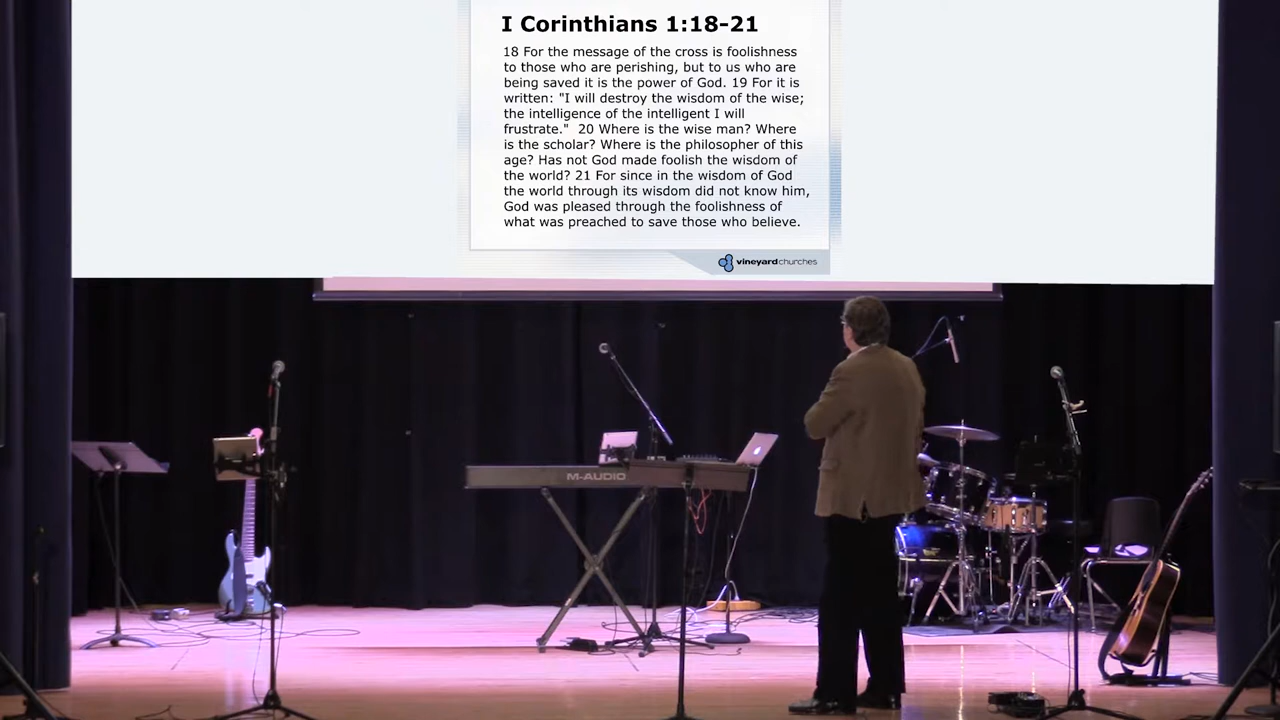 I Corinthians 1:18-21
18 For the message of the cross is foolishness
to those who are perishing, but to us who are
being saved it is the power of God. 19 For it is
written: "I will destroy the wisdom of the wise;
the intelligence of the intelligent I will
frustrate."  20 Where is the wise man? Where
is the scholar? Where is the philosopher of this
age? Has not God made foolish the wisdom of
the world? 21 For since in the wisdom of God
the world through its wisdom did not know him,
God was pleased through the foolishness of
what was preached to save those who believe.
vineyardchurches
M-AUDIO